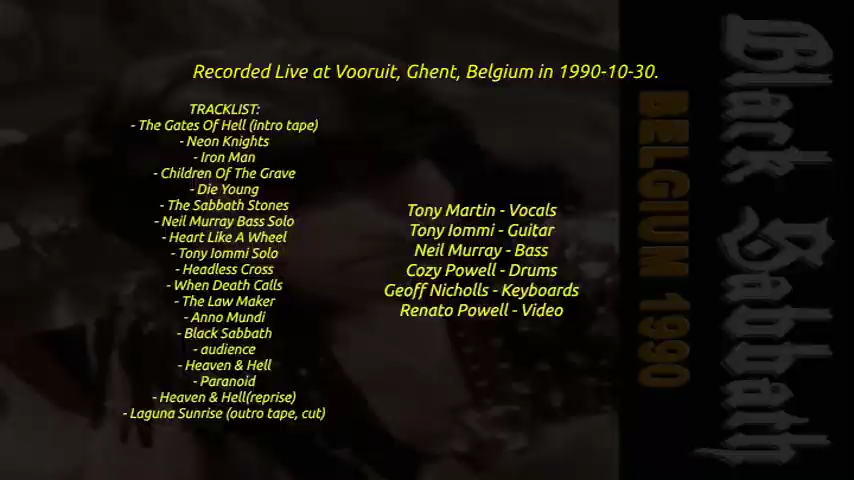 Recorded Live at Vooruit, Ghent, Belgium in 1990-10-30.
TRACKLIST:
- The Gates Of Hell (intro tape)
- Neon Knights
- Iron Man
- Children Of The Grave
- Die Young
- The Sabbath Stones
- Neil Murray Bass Solo
- Heart Like A Wheel
- Tony Iommi Solo
- Headless Cross
- When Death Calls
- The Law Maker
- Anno Mundi
- Black Sabbath
- audience
- Heaven & Hell
- Paranoid
- Heaven & Hell(reprise)
- Laguna Sunrise (outro tape, cut)
Tony Martin - Vocals
Tony Iommi - Guitar
Neil Murray - Bass
Cozy Powell - Drums
Geoff Nicholls - Keyboards
Renato Powell - Video
BELGIUM 1990
Black Sabbath